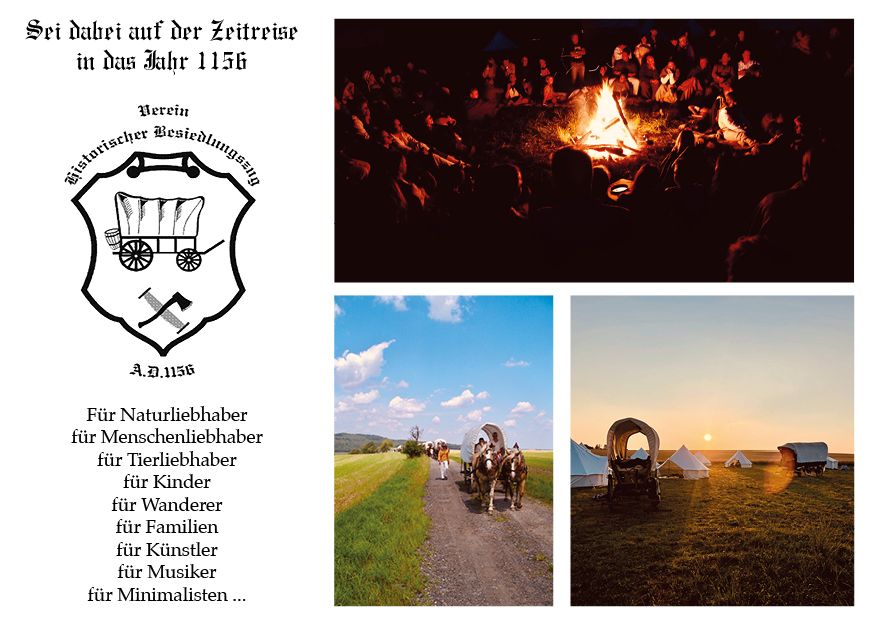 Sei dabei auf der Zeitreise
in das Jahr 1156
Verein
Historischer Besiedlungszug
A.D.1156
Für Naturliebhaber
für Menschenliebhaber
für Tierliebhaber
für Kinder
für Wanderer
für Familien
für Künstler
für Musiker
für Minimalisten ...